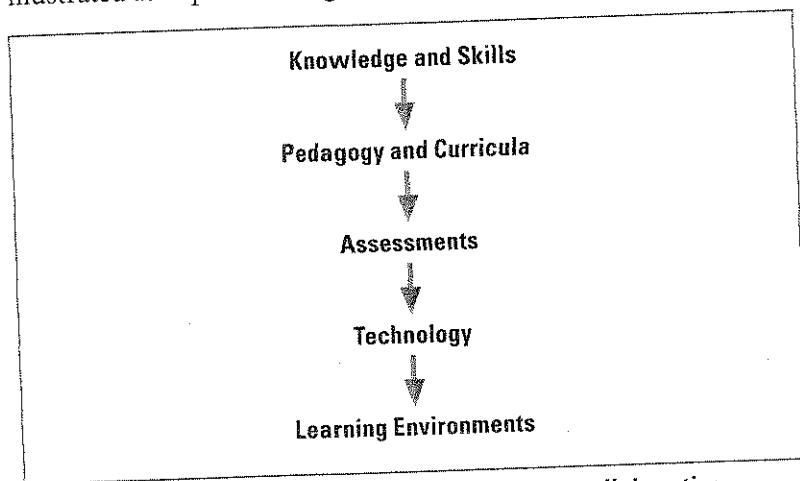 Knowledge and Skills
Pedagogy and Curricula
Assessments
Technology
Learning Environments